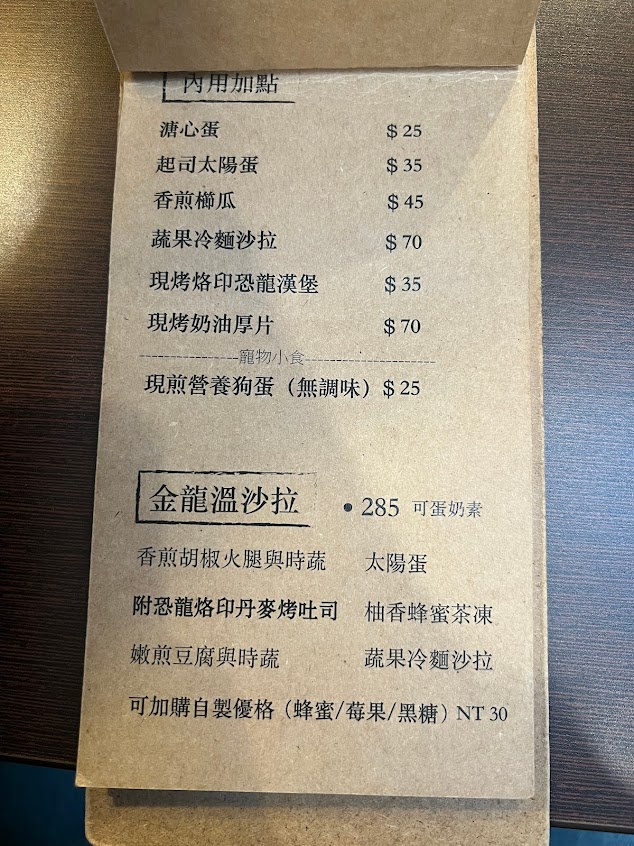 內用加點
溏心蛋 $25
起司太陽蛋 $35
香煎櫛瓜 $45
蔬果冷麵沙拉 $70
現烤烙印恐龍漢堡 $35
現烤奶油厚片 $70
----------------寵物小食---------------------
現煎營養狗蛋（無調味）$25
金龍溫沙拉 •285 可蛋奶素
香煎胡椒火腿與時蔬 太陽蛋
附恐龍烙印丹麥烤吐司 柚香蜂蜜茶凍
嫩煎豆腐與時蔬 蔬果冷麵沙拉
可加購自製優格（蜂蜜/莓果/黑糖）NT 30